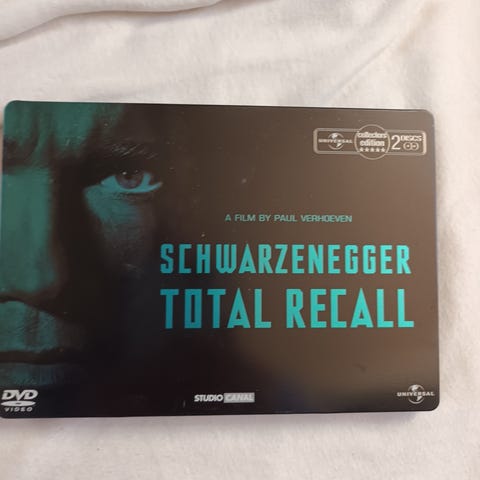 UNIVERSAL
collectors
edition
2 DISCS
A FILM BY PAUL VERHOEVEN
SCHWARZENEGGER
TOTAL RECALL
DVD
VIDEO
STUDIO CANAL
UNIVERSAL